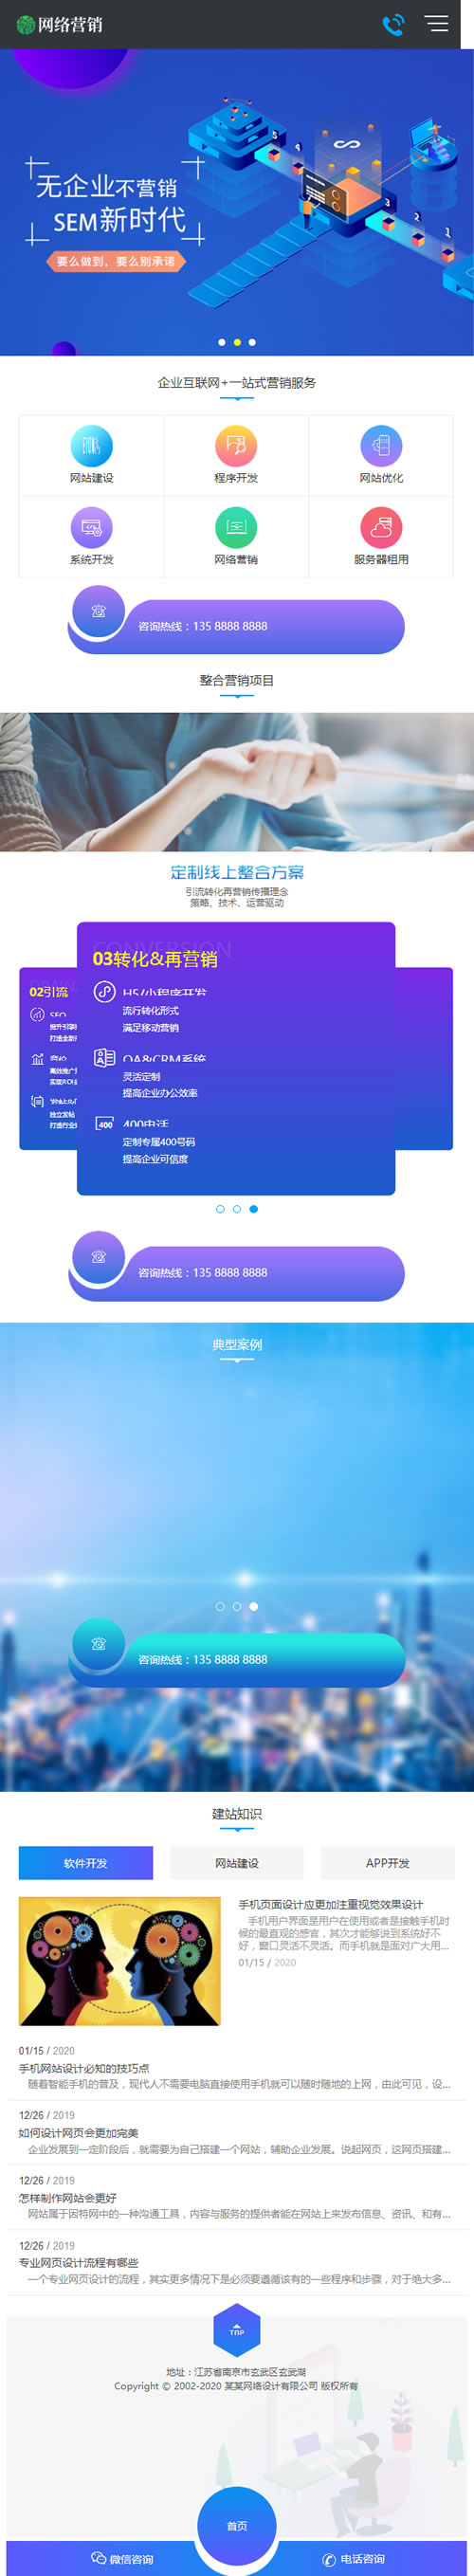 网络营销
无企业不营销
SEM新时代
要么做到，要么别承诺
企业互联网+一站式营销服务
网站建设
程序开发
网站优化
系统开发
网络营销
服务器租用
咨询热线：135 8888 8888
整合营销项目
定制线上整合方案
引流转化再营销传播理念
策略、技术、运营驱动
CONVERSION
03转化&再营销
H5/小程序开发
流行转化形式
满足移动营销
OA&CRM系统
灵活定制
提高企业办公效率
400
400电话
定制专属400号码
提高企业可信度
02引流
SEO
提升引擎
打造全新
高效推广
实现ROI
独立发帖
打造行业
咨询热线：135 8888 8888
典型案例
咨询热线：135 8888 8888
建站知识
软件开发
网站建设
APP开发
手机页面设计应更加注重视觉效果设计
手机用户界面是用户在使用或者是接触手机时
候的最直观的感官，其次才能够说到系统好不
好，窗口灵活不灵活。而手机就是面对广大用...
01/15 / 2020
01/15 / 2020
手机网站设计必知的技巧点
随着智能手机的普及，现代人不需要电脑直接使用手机就可以随时随地的上网，由此可见，设...
12/26 / 2019
如何设计网页会更加完美
企业发展到一定阶段后，就需要为自己搭建一个网站，辅助企业发展。说起网页，这网页搭建...
12/26 / 2019
怎样制作网站会更好
网站属于因特网中的一种沟通工具，内容与服务的提供者能在网站上来发布信息、资讯、和有...
12/26 / 2019
专业网页设计流程有哪些
一个专业网页设计的流程，其实更多情况下是必须要遵循该有的一些程序和步骤，对于绝大多...
TOP
地址：江苏省南京市玄武区玄武湖
Copyright © 2002-2020 某某网络设计有限公司 版权所有
首页
微信咨询
电话咨询